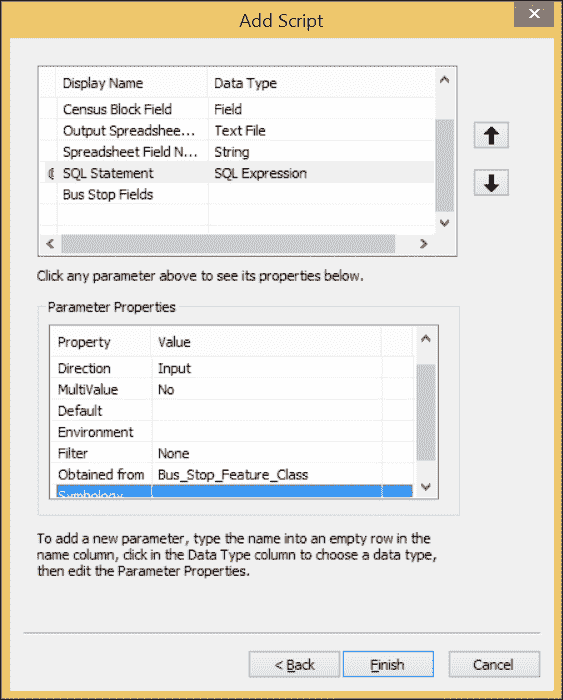 Add Script
Display Name Data Type
Census Block Field Field
Output Spreadshee... Text File
Spreadsheet Field N... String
SQL Statement SQL Expression
Bus Stop Fields
Click any parameter above to see its properties below.
Parameter Properties
Property Value
Direction Input
MultiValue No
Default
Environment
Filter None
Obtained from Bus_Stop_Feature_Class
Symbology
To add a new parameter, type the name into an empty row in the
name column, click in the Data Type column to choose a data type,
then edit the Parameter Properties.
< Back Finish Cancel